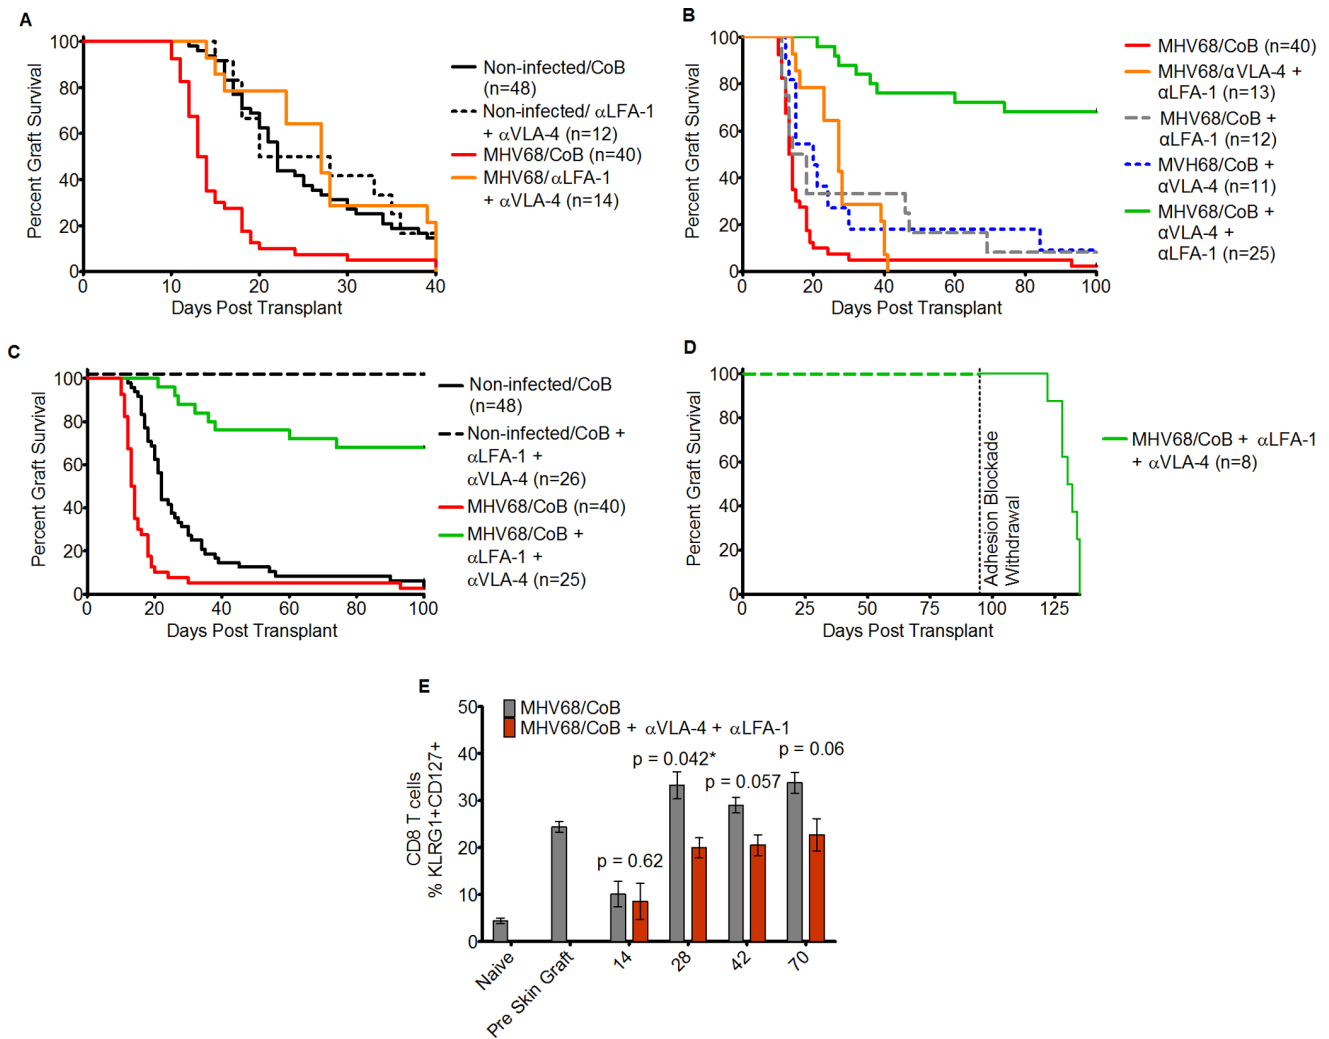 A
Percent Graft Survival
100
80
60
40
20
0
0 10 20 30 40
Days Post Transplant
Non-infected/CoB
(n=48)
Non-infected/ αLFA-1
+ αVLA-4 (n=12)
MHV68/CoB (n=40)
MHV68/αLFA-1
+ αVLA-4 (n=14)
B
Percent Graft Survival
100
80
60
40
20
0
0 20 40 60 80 100
Days Post Transplant
MHV68/CoB (n=40)
MHV68/αVLA-4 +
αLFA-1 (n=13)
MHV68/CoB +
αLFA-1 (n=12)
MVH68/CoB +
αVLA-4 (n=11)
MHV68/CoB +
αVLA-4 +
αLFA-1 (n=25)
C
Percent Graft Survival
100
80
60
40
20
0
0 20 40 60 80 100
Days Post Transplant
Non-infected/CoB
(n=48)
Non-infected/CoB +
αLFA-1 +
αVLA-4 (n=26)
MHV68/CoB (n=40)
MHV68/CoB +
αLFA-1 +
αVLA-4 (n=25)
D
Percent Graft Survival
100
80
60
40
20
0
0 25 50 75 100 125
Days Post Transplant
Adhesion Blockade
Withdrawal
MHV68/CoB + αLFA-1
+ αVLA-4 (n=8)
E
CD8 T cells
% KLRG1+CD127+
50
40
30
20
10
0
MHV68/CoB
MHV68/CoB + αVLA-4 + αLFA-1
p = 0.62
p = 0.042*
p = 0.057
p = 0.06
Naive
Pre Skin Graft
14
28
42
70